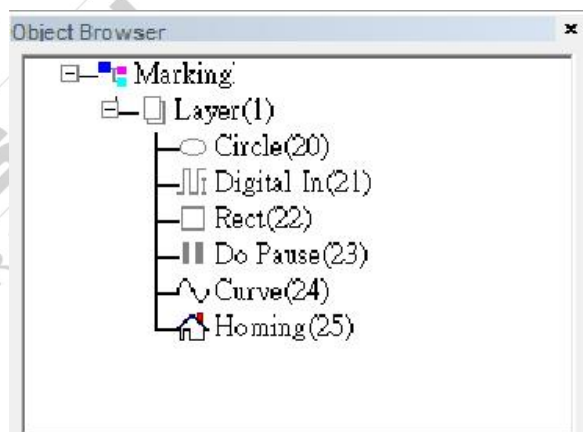 Object Browser
Marking
Layer(1)
Circle(20)
Digital In(21)
Rect(22)
Do Pause(23)
Curve(24)
Homing(25)